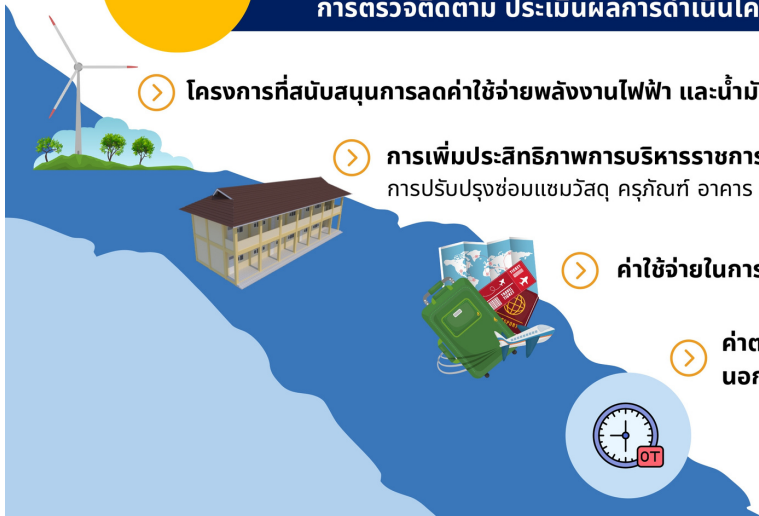 การตรวจติดตาม ประเมินผลการดำเนินโค
โครงการที่สนับสนุนการลดค่าใช้จ่ายพลังงานไฟฟ้า และน้ำมั
การเพิ่มประสิทธิภาพการบริหารราชการ
การปรับปรุงซ่อมแซมวัสดุ ครุภัณฑ์ อาคาร
ค่าใช้จ่ายในการ
ค่าต
นอก
OT